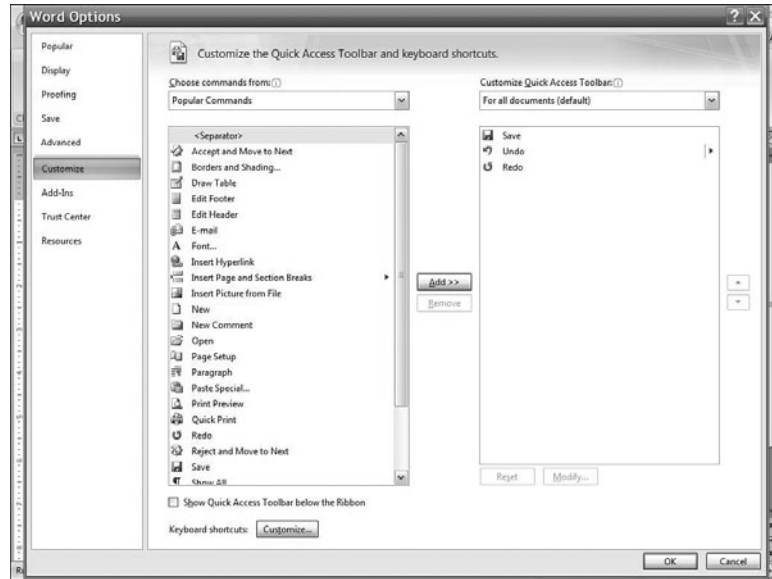 Word Options
Popular
Display
Proofing
Save
Advanced
Customize
Add-Ins
Trust Center
Resources
Customize the Quick Access Toolbar and keyboard shortcuts.
Choose commands from:
Popular Commands
<Separator>
Accept and Move to Next
Borders and Shading...
Draw Table
Edit Footer
Edit Header
E-mail
Font...
Insert Hyperlink
Insert Page and Section Breaks
Insert Picture from File
New
New Comment
Open
Page Setup
Paragraph
Paste Special...
Print Preview
Quick Print
Redo
Reject and Move to Next
Save
Show All
Show Quick Access Toolbar below the Ribbon
Keyboard shortcuts: Customize...
Add >>
Remove
Customize Quick Access Toolbar:
For all documents (default)
Save
Undo
Redo
Reset Modify...
OK Cancel